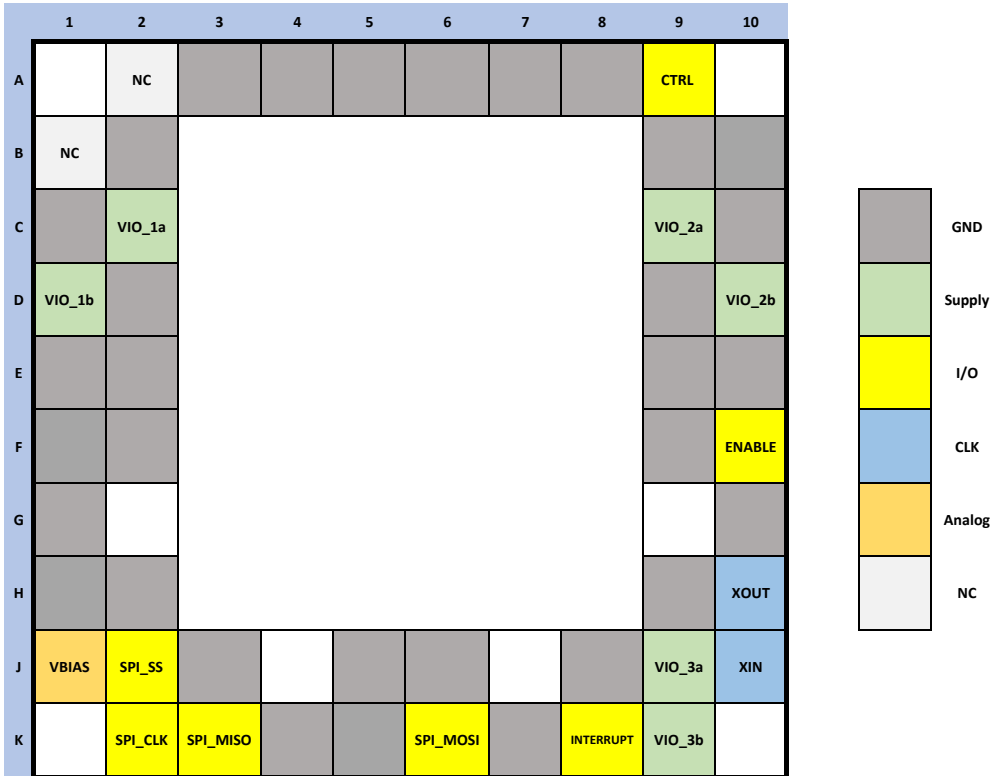 1 2 3 4 5 6 7 8 9 10
A NC CTRL
B NC
C VIO_1a VIO_2a GND
D VIO_1b VIO_2b Supply
E I/O
F ENABLE CLK
G Analog
H XOUT NC
J VBIAS SPI_SS VIO_3a XIN
K SPI_CLK SPI_MISO SPI_MOSI INTERRUPT VIO_3b